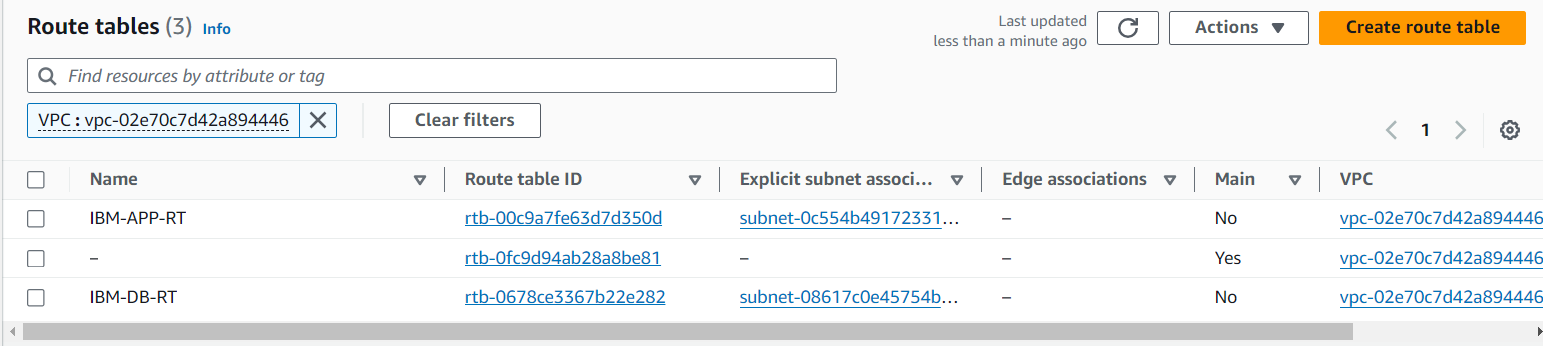 Route tables (3) Info
Last updated
less than a minute ago
Actions
Create route table
Find resources by attribute or tag
VPC : vpc-02e70c7d42a894446
Clear filters
1
Name Route table ID Explicit subnet associ... Edge associations Main VPC
IBM-APP-RT rtb-00c9a7fe63d7d350d subnet-0c554b49172331... – No vpc-02e70c7d42a894446
– rtb-0fc9d94ab28a8be81 – – Yes vpc-02e70c7d42a894446
IBM-DB-RT rtb-0678ce3367b22e282 subnet-08617c0e45754b... – No vpc-02e70c7d42a894446